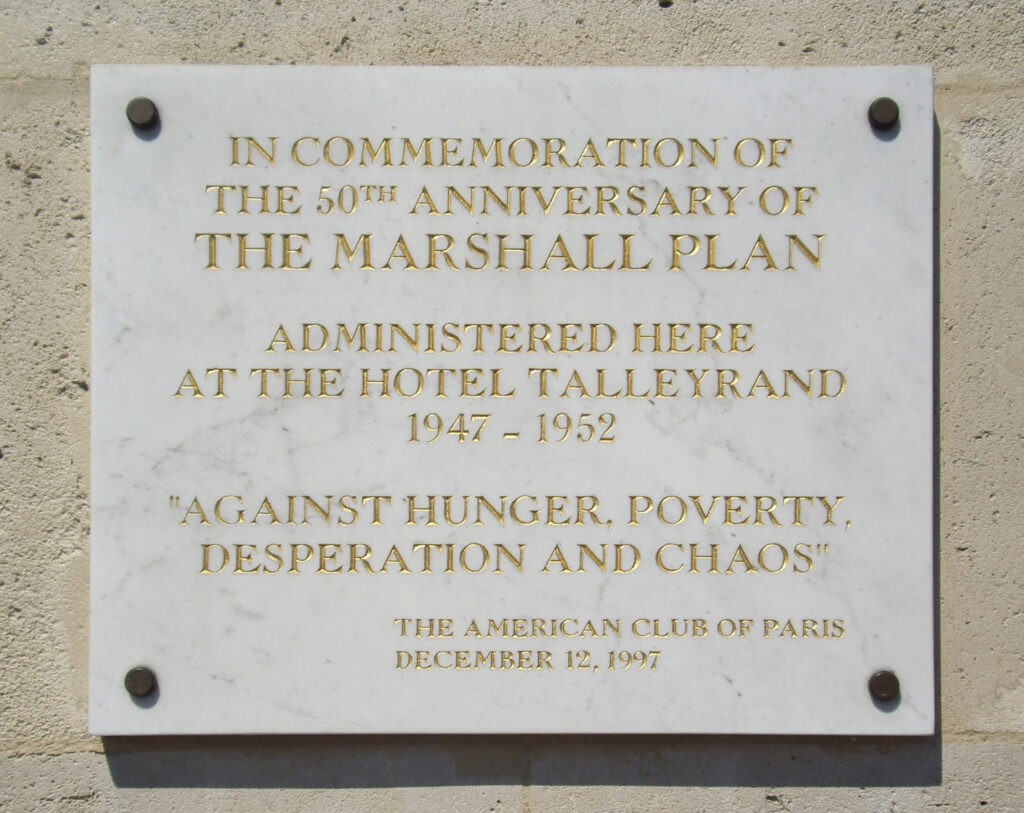 IN COMMEMORATION OF
THE 50TH ANNIVERSARY OF
THE MARSHALL PLAN
ADMINISTERED HERE
AT THE HOTEL TALLEYRAND
1947 - 1952
"AGAINST HUNGER, POVERTY,
DESPERATION AND CHAOS"
THE AMERICAN CLUB OF PARIS
DECEMBER 12, 1997